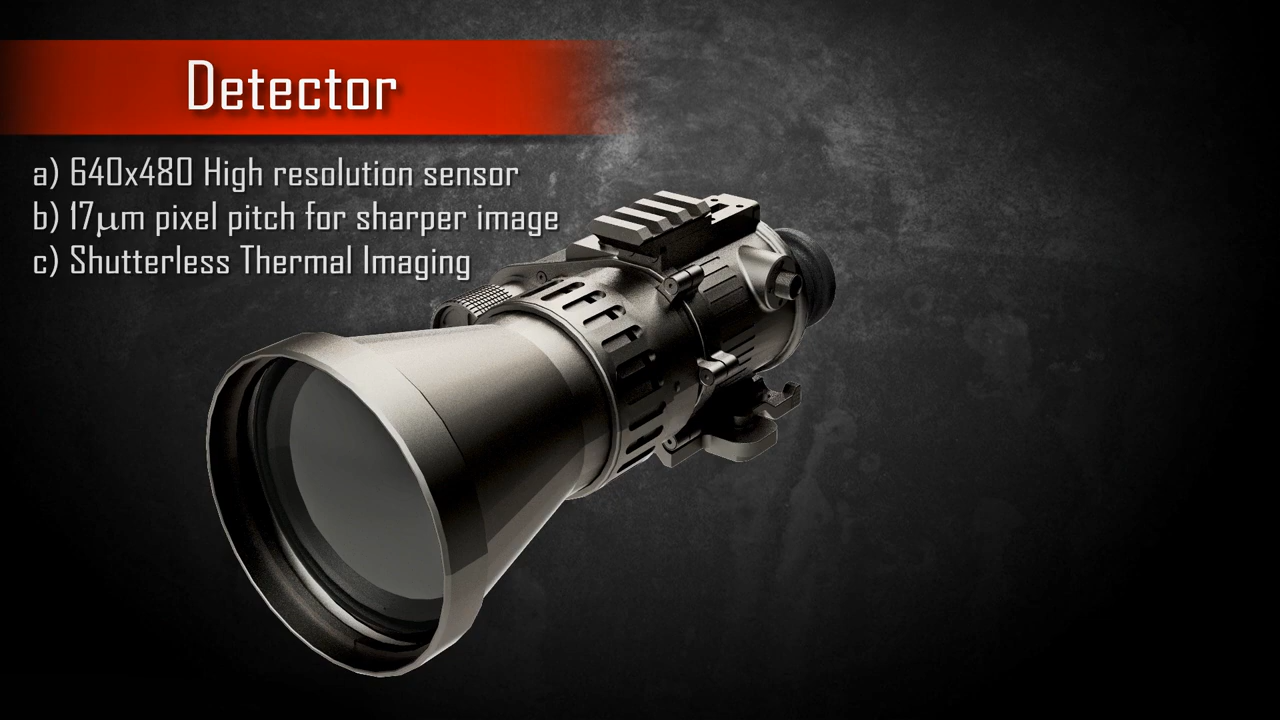 Detector
a) 640x480 High resolution sensor
b) 17μm pixel pitch for sharper image
c) Shutterless Thermal Imaging